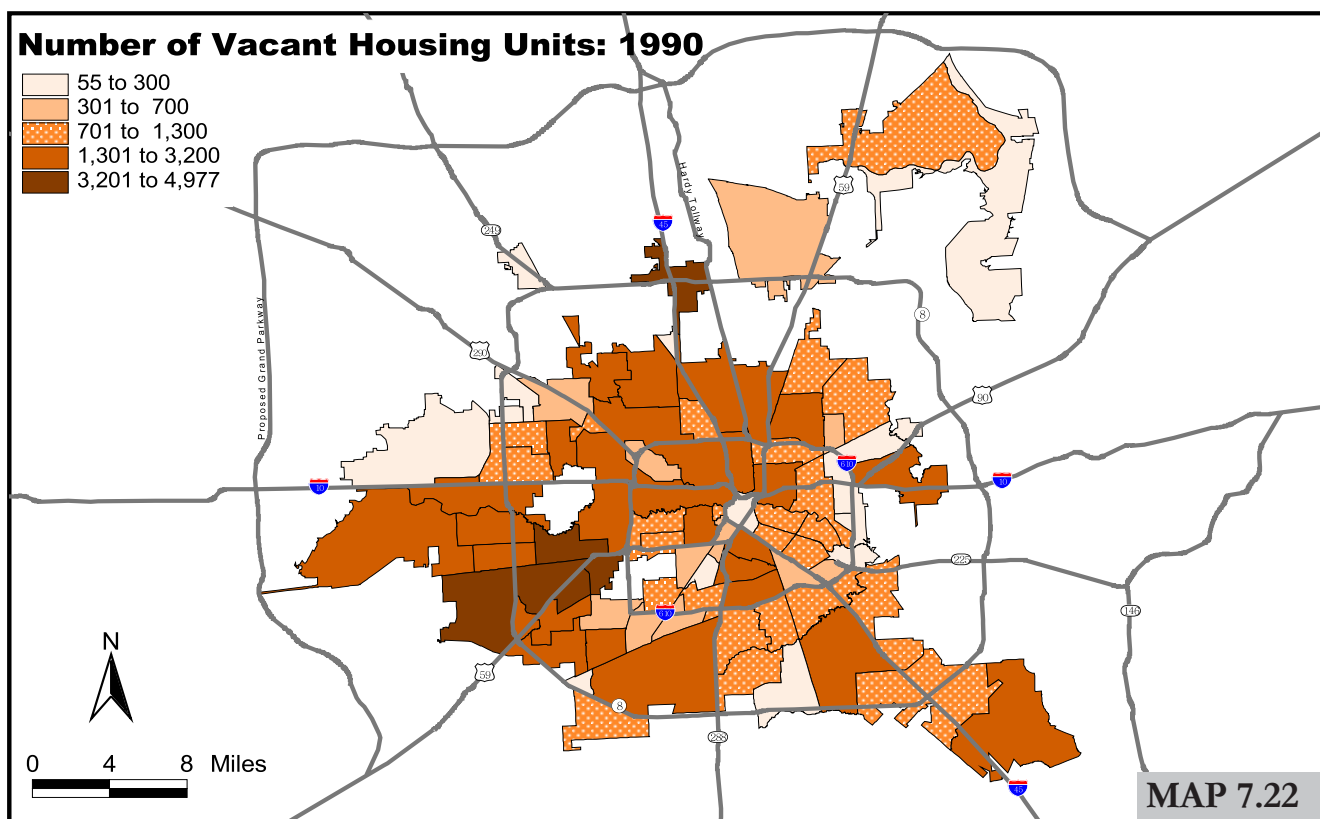 Number of Vacant Housing Units: 1990
55 to 300
301 to 700
701 to 1,300
1,301 to 3,200
3,201 to 4,977
Hardy Tollway
59
45
249
Proposed Grand Parkway
8
290
90
610
10
10
225
146
610
59
8
288
45
N
0 4 8 Miles
MAP 7.22